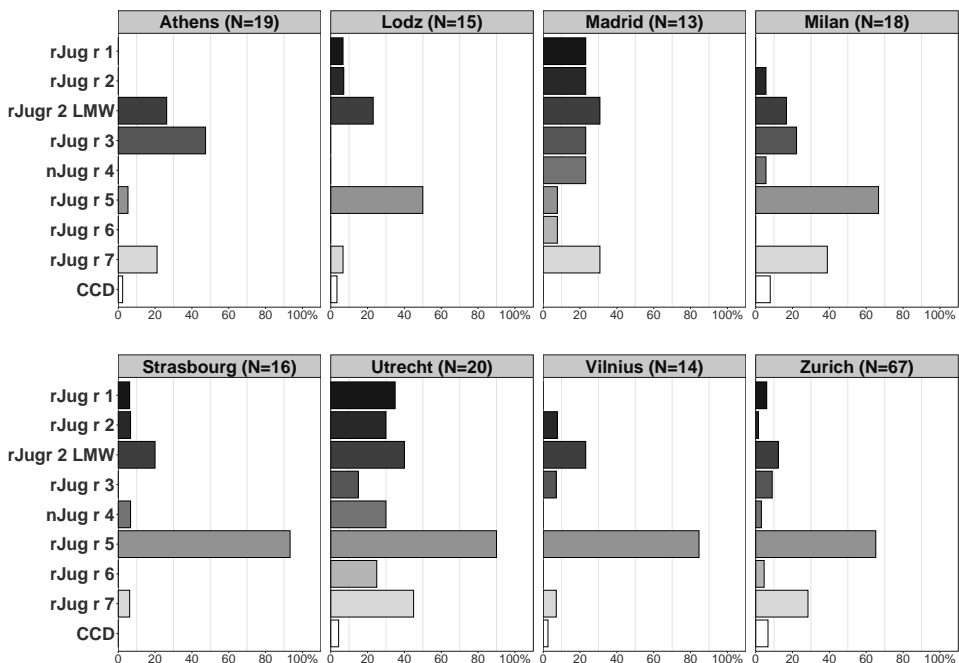 Athens (N=19) Lodz (N=15) Madrid (N=13) Milan (N=18)
rJug r 1
rJug r 2
rJugr 2 LMW
rJug r 3
nJug r 4
rJug r 5
rJug r 6
rJug r 7
CCD
0 20 40 60 80 100% 0 20 40 60 80 100% 0 20 40 60 80 100% 0 20 40 60 80 100%
Strasbourg (N=16) Utrecht (N=20) Vilnius (N=14) Zurich (N=67)
rJug r 1
rJug r 2
rJugr 2 LMW
rJug r 3
nJug r 4
rJug r 5
rJug r 6
rJug r 7
CCD
0 20 40 60 80 100% 0 20 40 60 80 100% 0 20 40 60 80 100% 0 20 40 60 80 100%